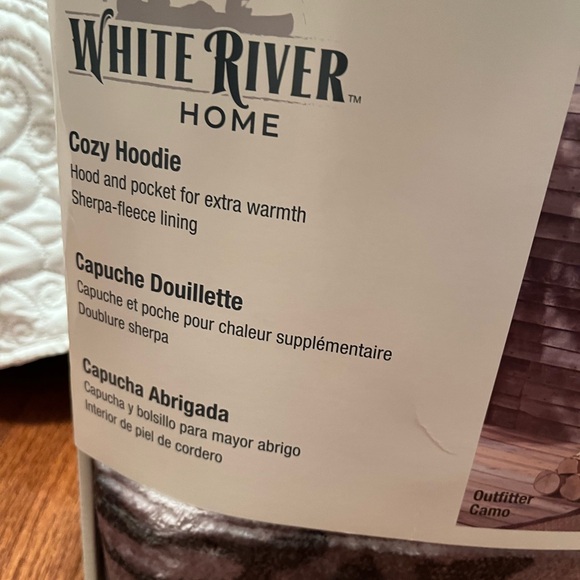 WHITE RIVER™
HOME
Cozy Hoodie
Hood and pocket for extra warmth
Sherpa-fleece lining
Capuche Douillette
Capuche et poche pour chaleur supplémentaire
Doublure sherpa
Capucha Abrigada
Capucha y bolsillo para mayor abrigo
Interior de piel de cordero
Outfitter
Camo